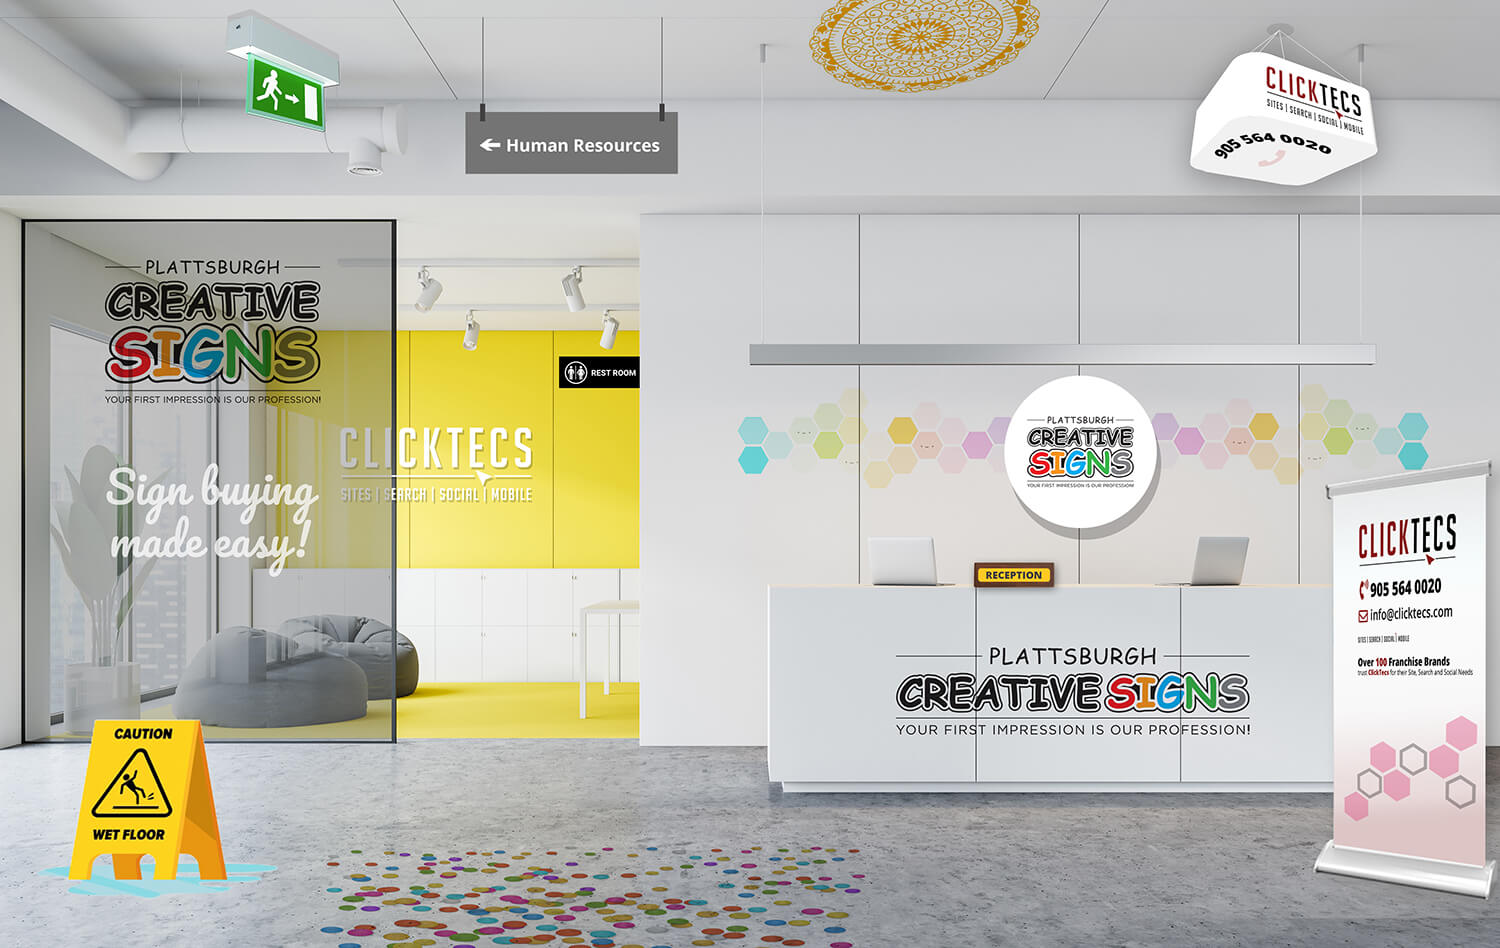 ← Human Resources
CLICKTECS
SITES | SEARCH | SOCIAL | MOBILE
905 564 0020
PLATTSBURGH
CREATIVE
SIGNS
YOUR FIRST IMPRESSION IS OUR PROFESSION!
Sign buying
made easy!
REST ROOM
CLICKTECS
SITES | SEARCH | SOCIAL | MOBILE
PLATTSBURGH
CREATIVE
SIGNS
YOUR FIRST IMPRESSION IS OUR PROFESSION!
RECEPTION
PLATTSBURGH
CREATIVE SIGNS
YOUR FIRST IMPRESSION IS OUR PROFESSION!
CLICKTECS
905 564 0020
info@clicktecs.com
SITES | SEARCH | SOCIAL | MOBILE
Over 100 Franchise Brands
trust ClickTecs for their Site, Search and Social Needs
CAUTION
WET FLOOR